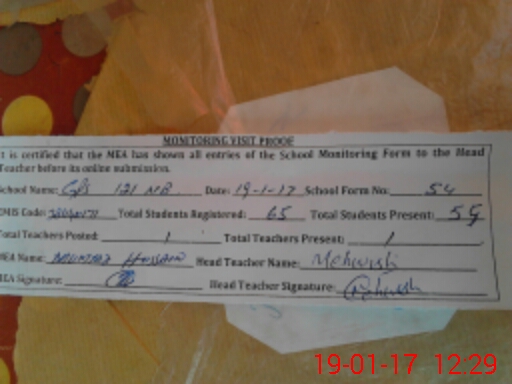 MONITORING VISIT PROOF
t is certified that the MEA has shown all entries of the School Monitoring Form to the Head
Teacher before its online submission.
School Name: GPS 121 NB Date: 19-1-17 School Form No: 54
EMIS Code: Total Students Registered: 65 Total Students Present: 59
Total Teachers Posted: 1 Total Teachers Present: 1
MEA Name: Mumtaz Hussain Head Teacher Name: Mehwish
MEA Signature: Head Teacher Signature:
19-01-17 12:29